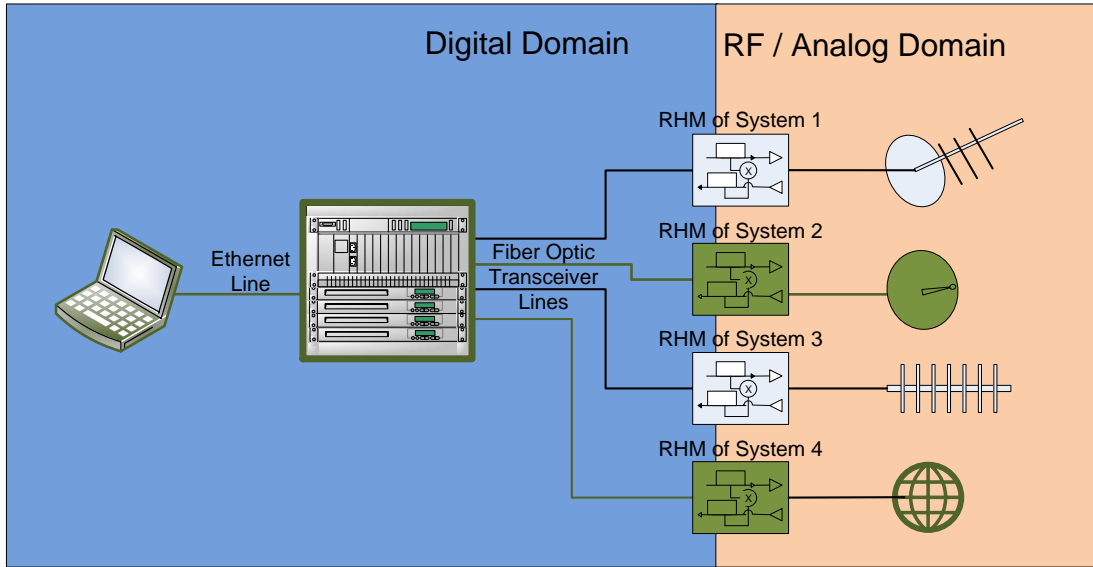 Digital Domain
RF / Analog Domain
RHM of System 1
X
RHM of System 2
X
Ethernet
Line
Fiber Optic
Transceiver
Lines
RHM of System 3
X
RHM of System 4
X